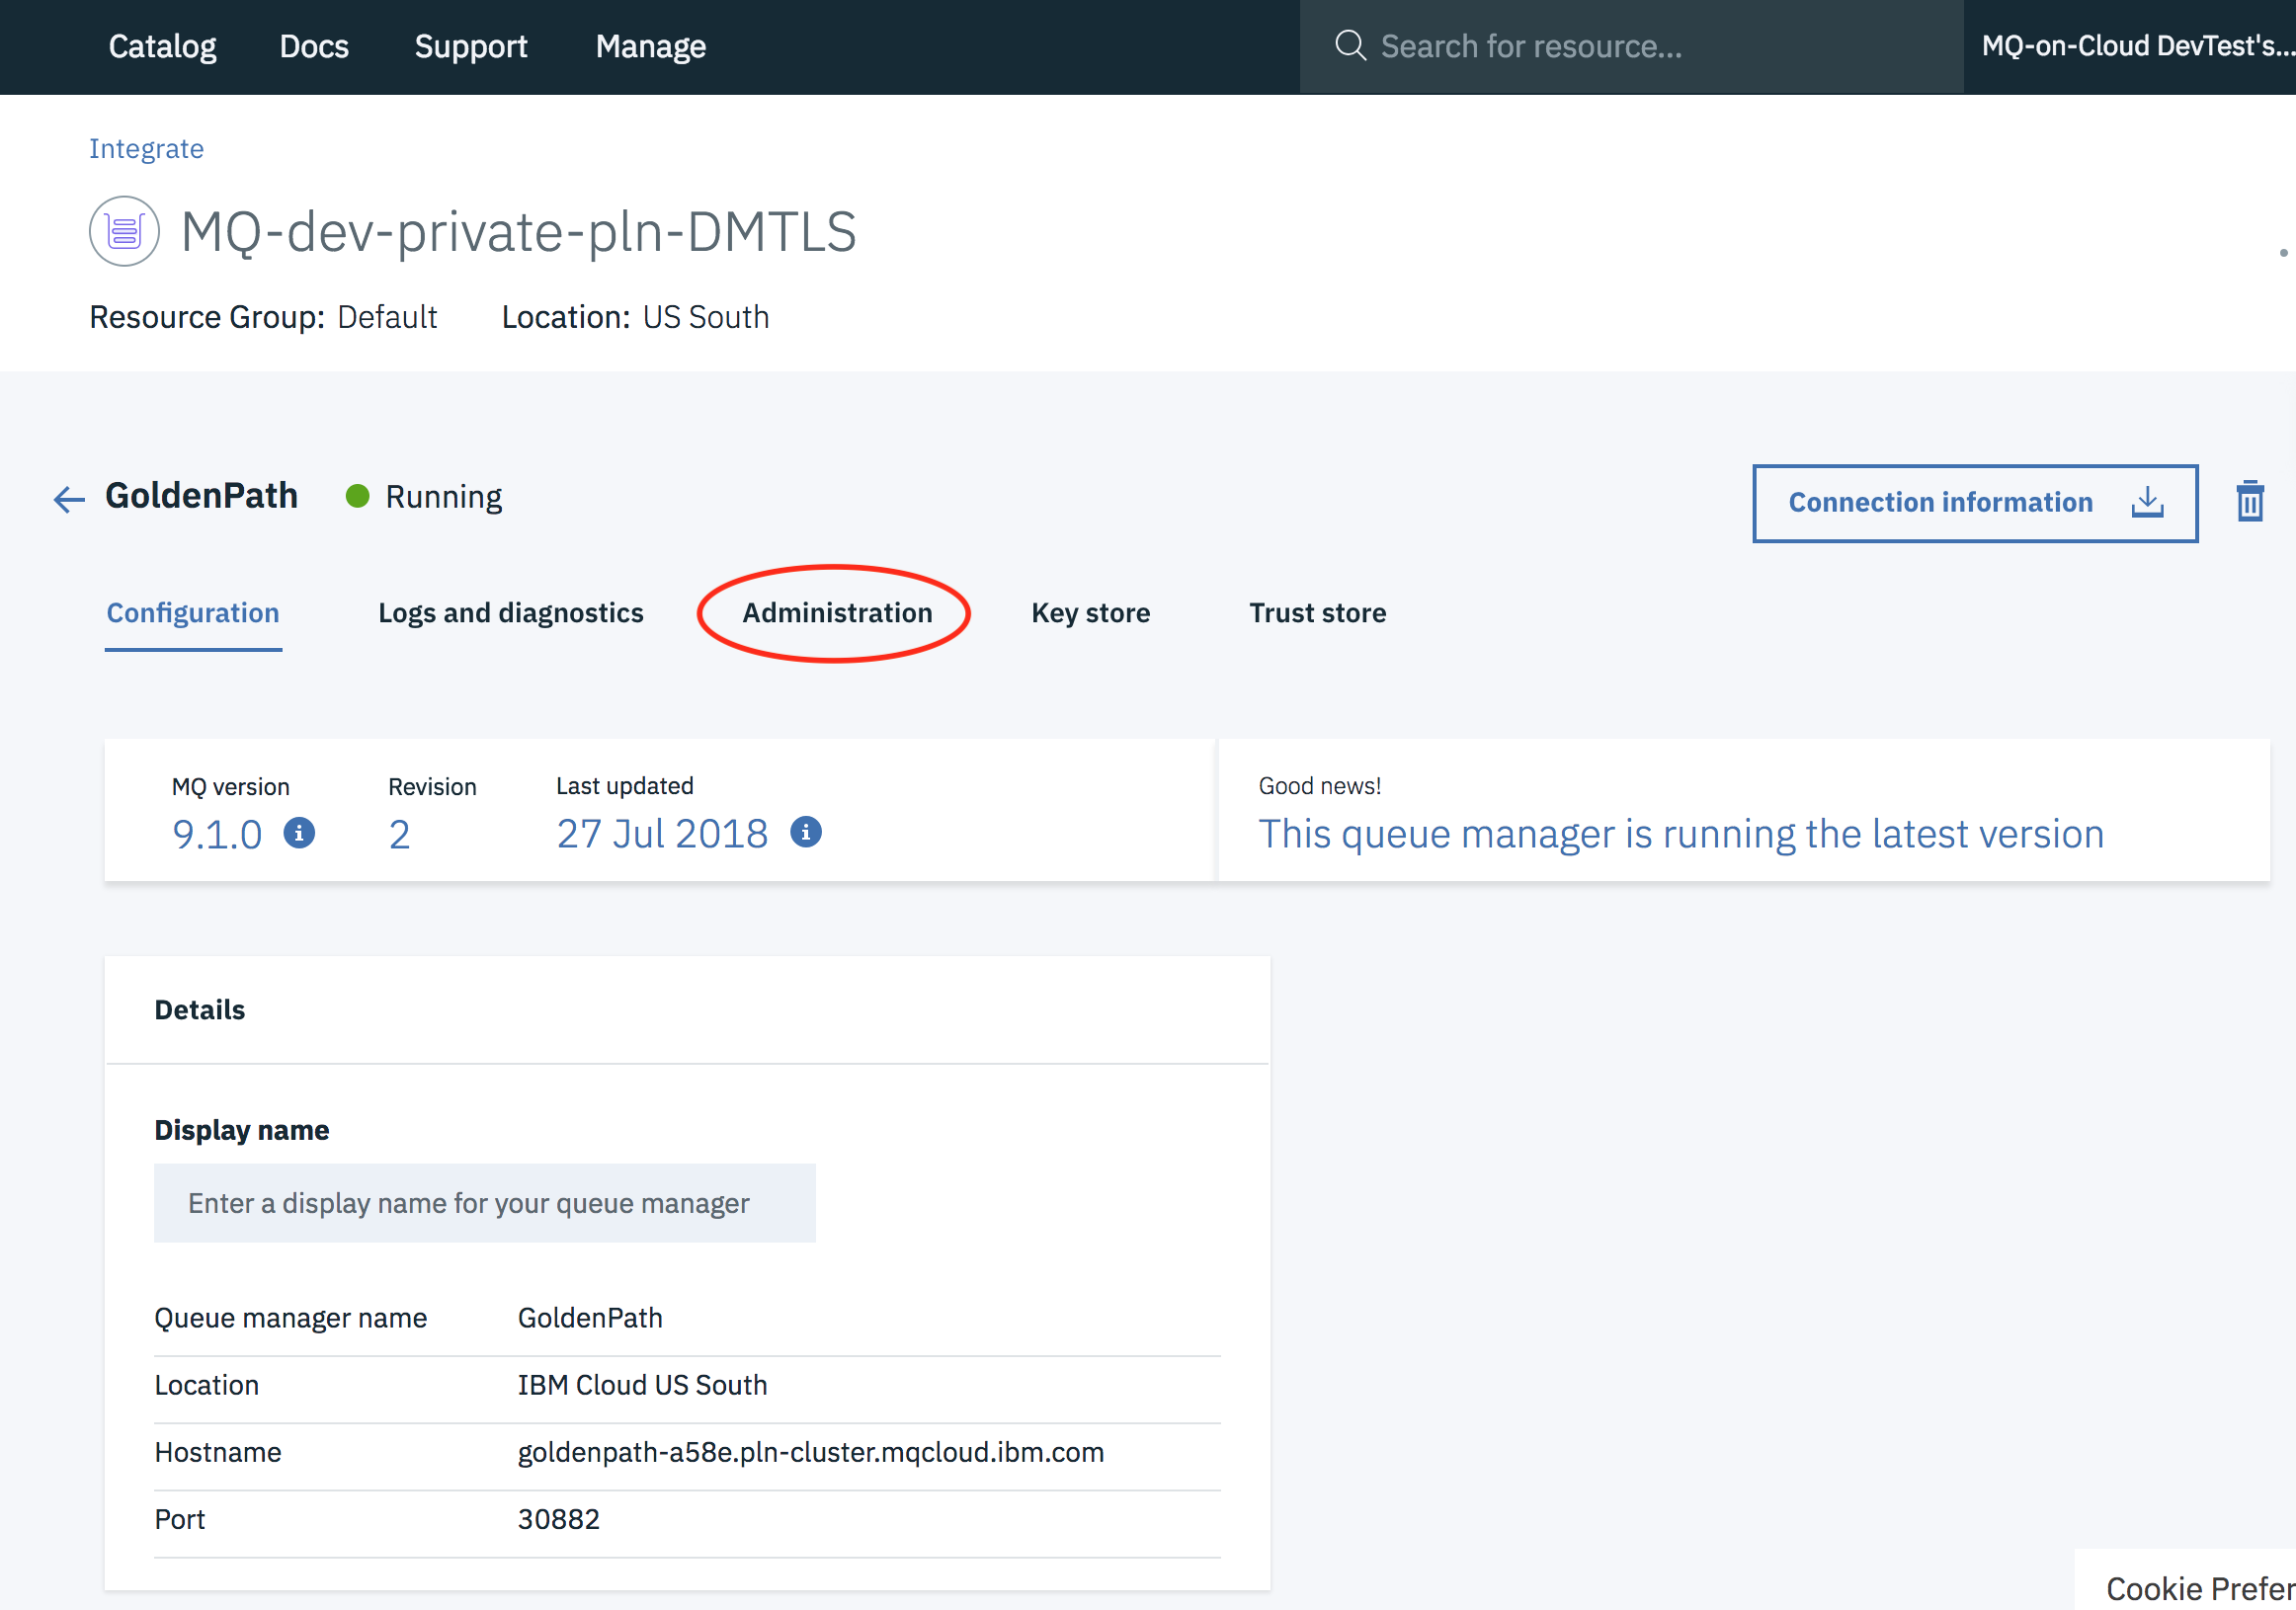 Catalog Docs Support Manage Search for resource... MQ-on-Cloud DevTest's...
Integrate
MQ-dev-private-pln-DMTLS
Resource Group: Default Location: US South
GoldenPath Running Connection information
Configuration Logs and diagnostics Administration Key store Trust store
MQ version Revision Last updated Good news!
9.1.0 2 27 Jul 2018 This queue manager is running the latest version
Details
Display name
Enter a display name for your queue manager
Queue manager name GoldenPath
Location IBM Cloud US South
Hostname goldenpath-a58e.pln-cluster.mqcloud.ibm.com
Port 30882
Cookie Prefer